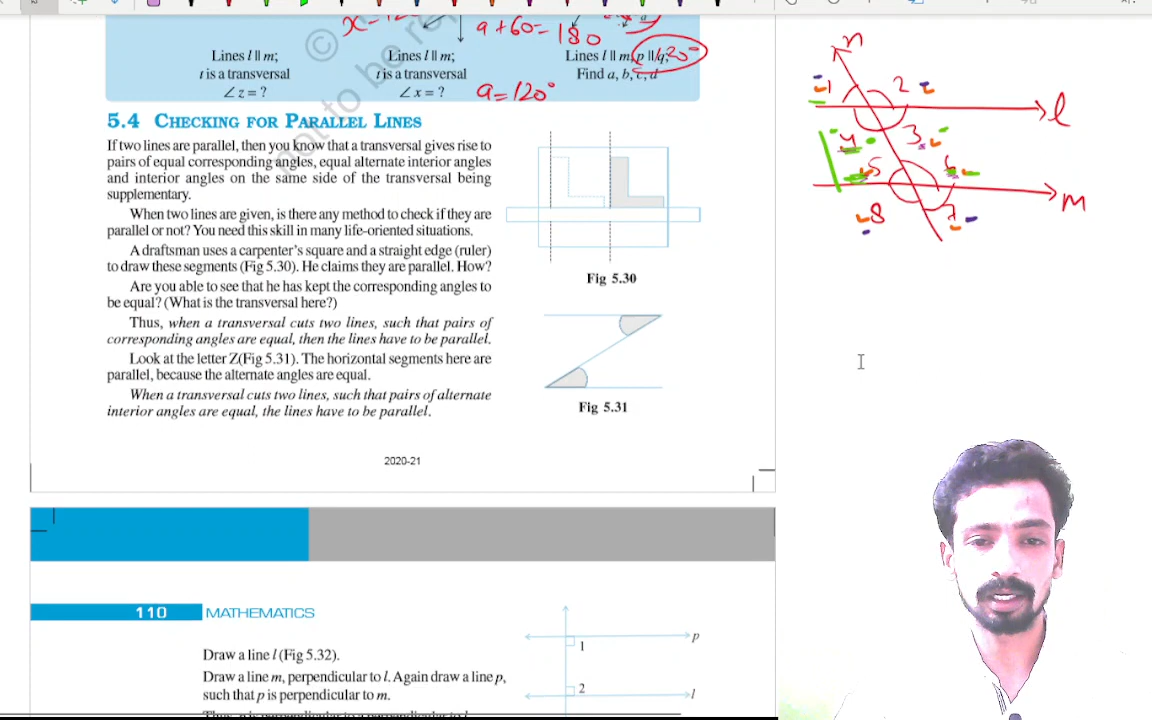 a + 60 = 180
Lines l || m;
t is a transversal
∠ z = ?
Lines l || m;
t is a transversal
∠ x = ?
a = 120°
Lines l || m, p || q;
120°
Find a, b, c, d
5.4 CHECKING FOR PARALLEL LINES
If two lines are parallel, then you know that a transversal gives rise to
pairs of equal corresponding angles, equal alternate interior angles
and interior angles on the same side of the transversal being
supplementary.
When two lines are given, is there any method to check if they are
parallel or not? You need this skill in many life-oriented situations.
A draftsman uses a carpenter's square and a straight edge (ruler)
to draw these segments (Fig 5.30). He claims they are parallel. How?
Are you able to see that he has kept the corresponding angles to
be equal? (What is the transversal here?)
Thus, when a transversal cuts two lines, such that pairs of
corresponding angles are equal, then the lines have to be parallel.
Look at the letter Z(Fig 5.31). The horizontal segments here are
parallel, because the alternate angles are equal.
When a transversal cuts two lines, such that pairs of alternate
interior angles are equal, the lines have to be parallel.
Fig 5.30
Fig 5.31
2020-21
© not to be
n
1 2
l
4 3
5 6
m
8 7
110 MATHEMATICS
Draw a line l (Fig 5.32).
Draw a line m, perpendicular to l. Again draw a line p,
such that p is perpendicular to m.
1
p
2
l